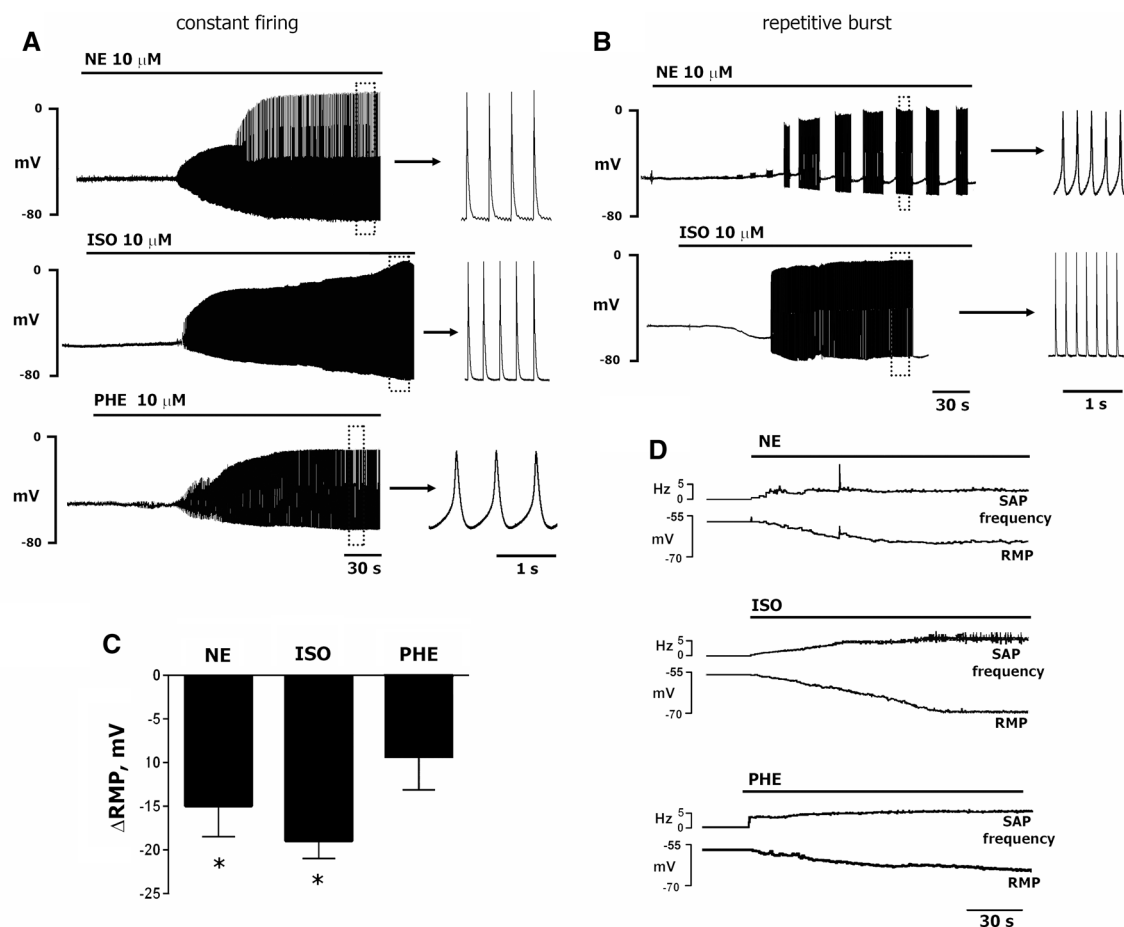 constant firing
A
NE 10 μM
0
mV
-80
ISO 10 μM
0
mV
-80
PHE 10 μM
0
mV
-80
30 s
1 s
repetitive burst
B
NE 10 μM
0
mV
-80
ISO 10 μM
0
mV
-80
30 s
1 s
C
NE ISO PHE
ΔRMP, mV
0
-5
10
-15
-20
-25
*
*
D
NE
Hz
5
0
SAP
frequency
-55
mV
-70
RMP
ISO
Hz
5
0
SAP
frequency
-55
mV
-70
RMP
PHE
Hz
5
0
SAP
frequency
-55
mV
-70
RMP
30 s